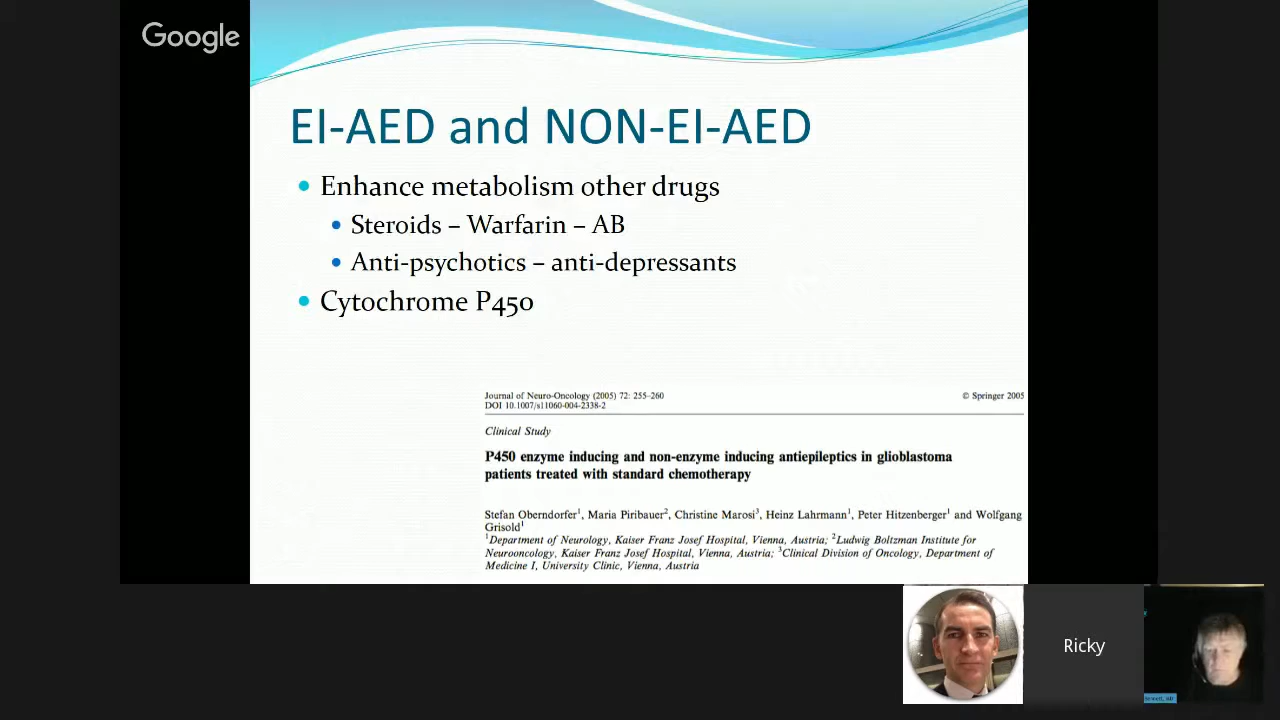 Google
EI-AED and NON-EI-AED
Enhance metabolism other drugs
Steroids – Warfarin – AB
Anti-psychotics – anti-depressants
Cytochrome P450
Journal of Neuro-Oncology (2005) 72: 255–260
© Springer 2005
DOI 10.1007/s11060-004-2338-2
Clinical Study
P450 enzyme inducing and non-enzyme inducing antiepileptics in glioblastoma
patients treated with standard chemotherapy
Stefan Oberndorfer¹, Maria Piribauer², Christine Marosi³, Heinz Lahrmann¹, Peter Hitzenberger¹ and Wolfgang
Grisold¹
¹Department of Neurology, Kaiser Franz Josef Hospital, Vienna, Austria; ²Ludwig Boltzman Institute for
Neurooncology, Kaiser Franz Josef Hospital, Vienna, Austria; ³Clinical Division of Oncology, Department of
Medicine I, University Clinic, Vienna, Austria
Ricky